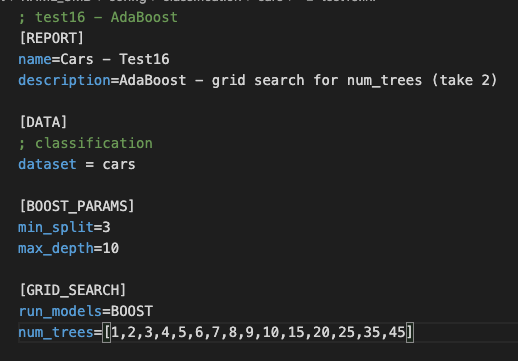 ; test16 - AdaBoost
[REPORT]
name=Cars - Test16
description=AdaBoost - grid search for num_trees (take 2)
[DATA]
; classification
dataset = cars
[BOOST_PARAMS]
min_split=3
max_depth=10
[GRID_SEARCH]
run_models=BOOST
num_trees=[1,2,3,4,5,6,7,8,9,10,15,20,25,35,45]